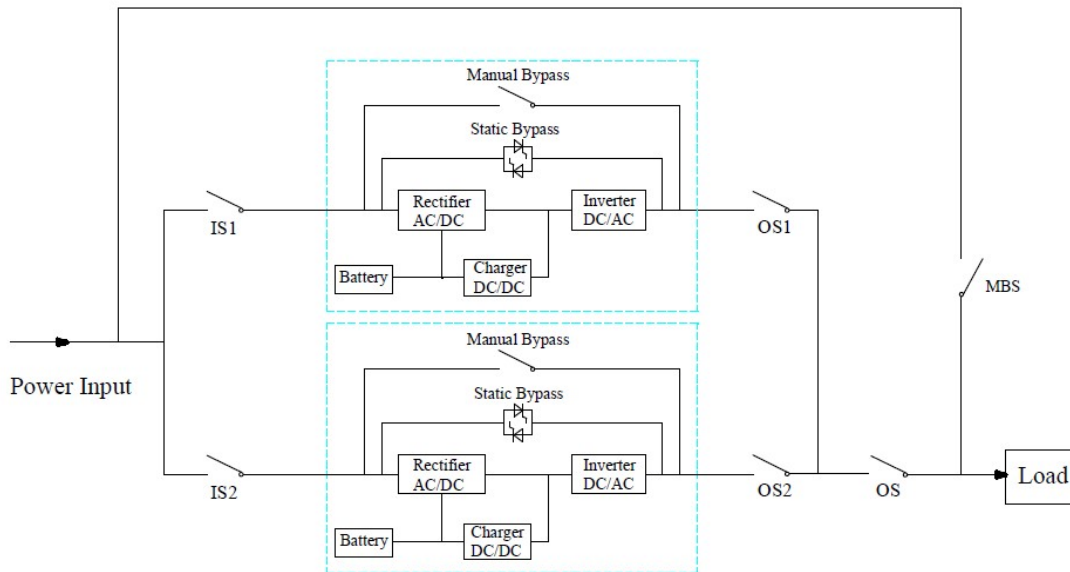 Manual Bypass
Static Bypass
Rectifier
AC/DC
Inverter
DC/AC
IS1
OS1
Battery
Charger
DC/DC
MBS
Manual Bypass
Power Input
Static Bypass
Rectifier
AC/DC
Inverter
DC/AC
Load
IS2
OS2
OS
Battery
Charger
DC/DC